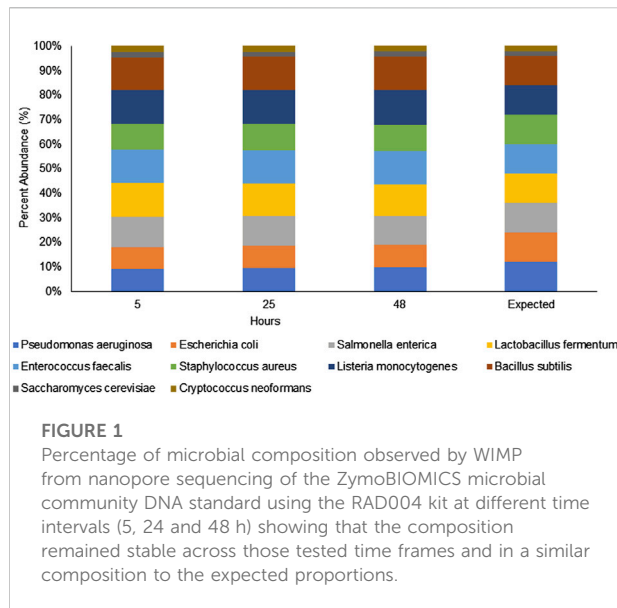 100%
90%
80%
70%
60%
50%
40%
30%
20%
10%
0%
Percent Abundance (%)
5 25 48 Expected
Hours
Pseudomonas aeruginosa Escherichia coli Salmonella enterica Lactobacillus fermentum
Enterococcus faecalis Staphylococcus aureus Listeria monocytogenes Bacillus subtilis
Saccharomyces cerevisiae Cryptococcus neoformans
FIGURE 1
Percentage of microbial composition observed by WIMP
from nanopore sequencing of the ZymoBIOMICS microbial
community DNA standard using the RAD004 kit at different time
intervals (5, 24 and 48 h) showing that the composition
remained stable across those tested time frames and in a similar
composition to the expected proportions.